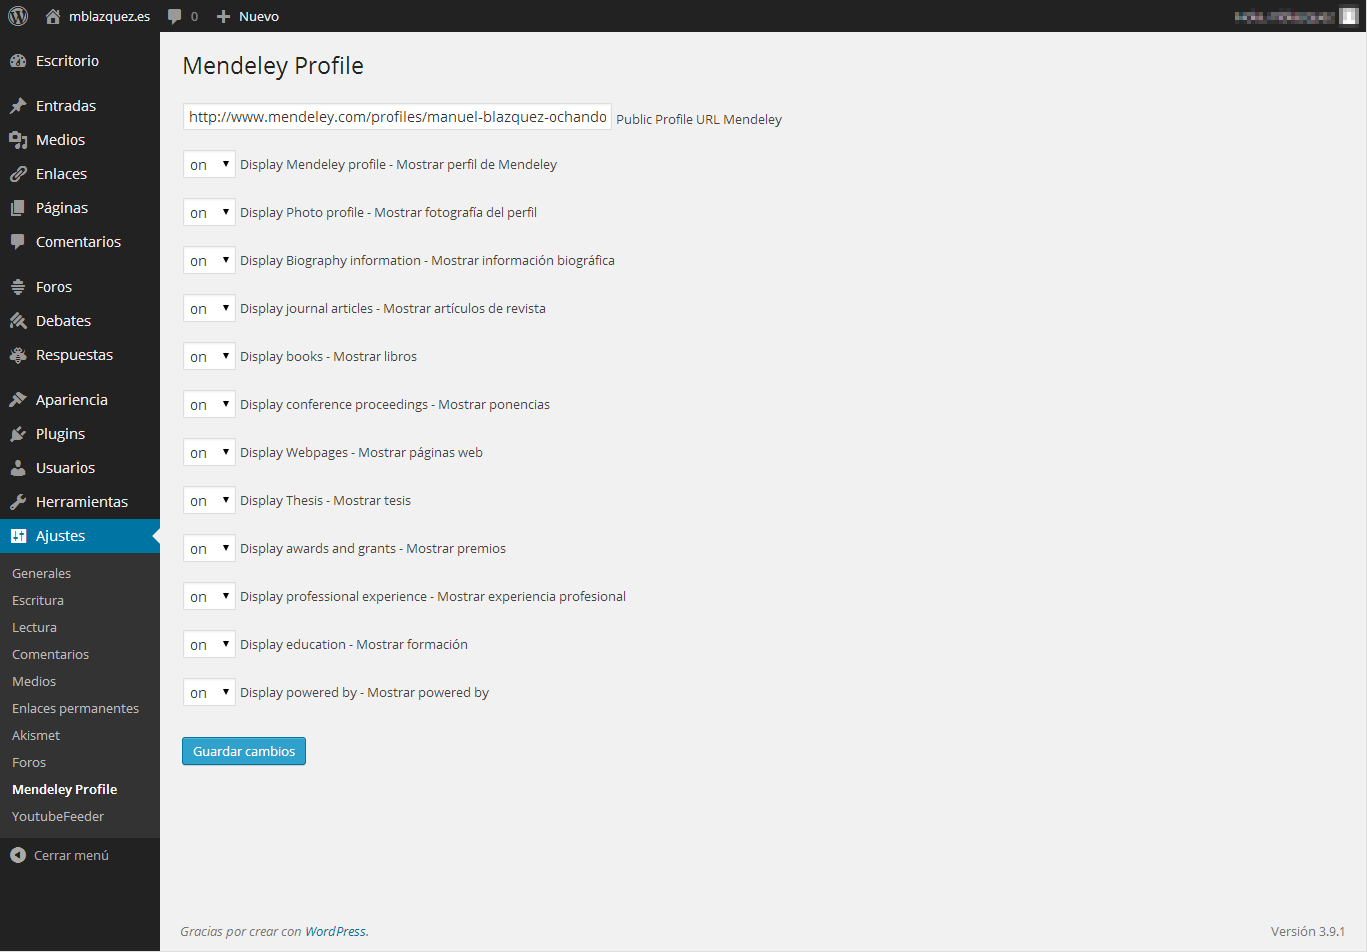 mblazquez.es 0 Nuevo
Escritorio
Entradas
Medios
Enlaces
Páginas
Comentarios
Foros
Debates
Respuestas
Apariencia
Plugins
Usuarios
Herramientas
Ajustes
Generales
Escritura
Lectura
Comentarios
Medios
Enlaces permanentes
Akismet
Foros
Mendeley Profile
YoutubeFeeder
Cerrar menú
Mendeley Profile
http://www.mendeley.com/profiles/manuel-blazquez-ochando Public Profile URL Mendeley
on Display Mendeley profile - Mostrar perfil de Mendeley
on Display Photo profile - Mostrar fotografía del perfil
on Display Biography information - Mostrar información biográfica
on Display journal articles - Mostrar artículos de revista
on Display books - Mostrar libros
on Display conference proceedings - Mostrar ponencias
on Display Webpages - Mostrar páginas web
on Display Thesis - Mostrar tesis
on Display awards and grants - Mostrar premios
on Display professional experience - Mostrar experiencia profesional
on Display education - Mostrar formación
on Display powered by - Mostrar powered by
Guardar cambios
Gracias por crear con WordPress. Versión 3.9.1